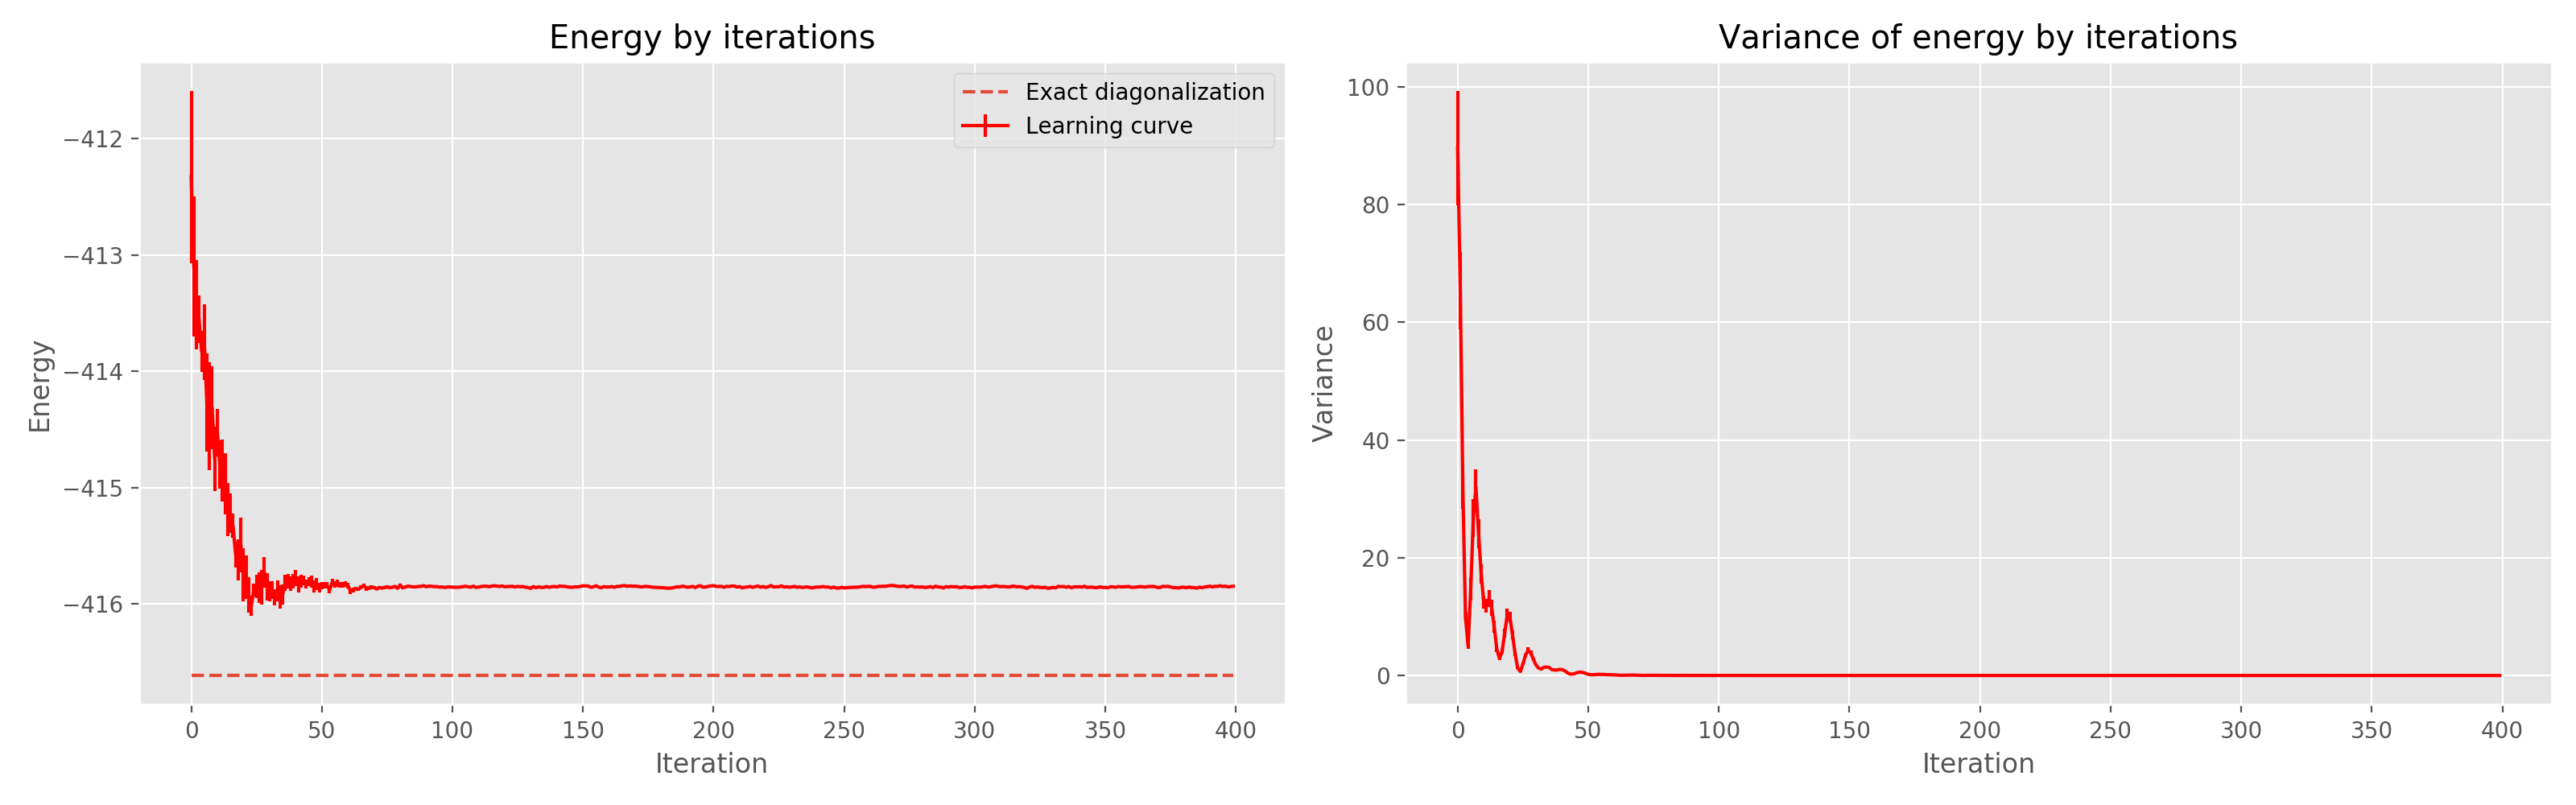 Energy by iterations
Exact diagonalization
Learning curve
−412
−413
−414
−415
−416
Energy
0 50 100 150 200 250 300 350 400
Iteration
Variance of energy by iterations
100
80
60
40
20
0
Variance
0 50 100 150 200 250 300 350 400
Iteration